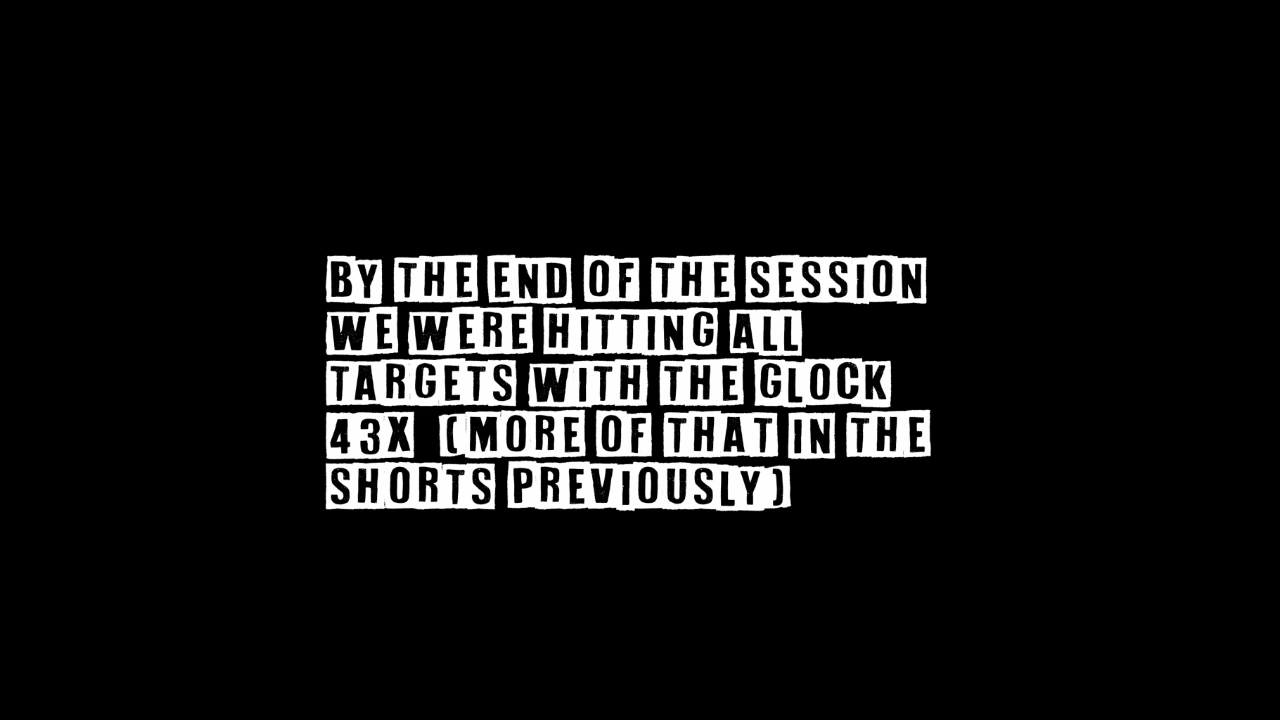 BY THE END OF THE SESSION
WE WERE HITTING ALL
TARGETS WITH THE GLOCK
43X (MORE OF THAT IN THE
SHORTS PREVIOUSLY)